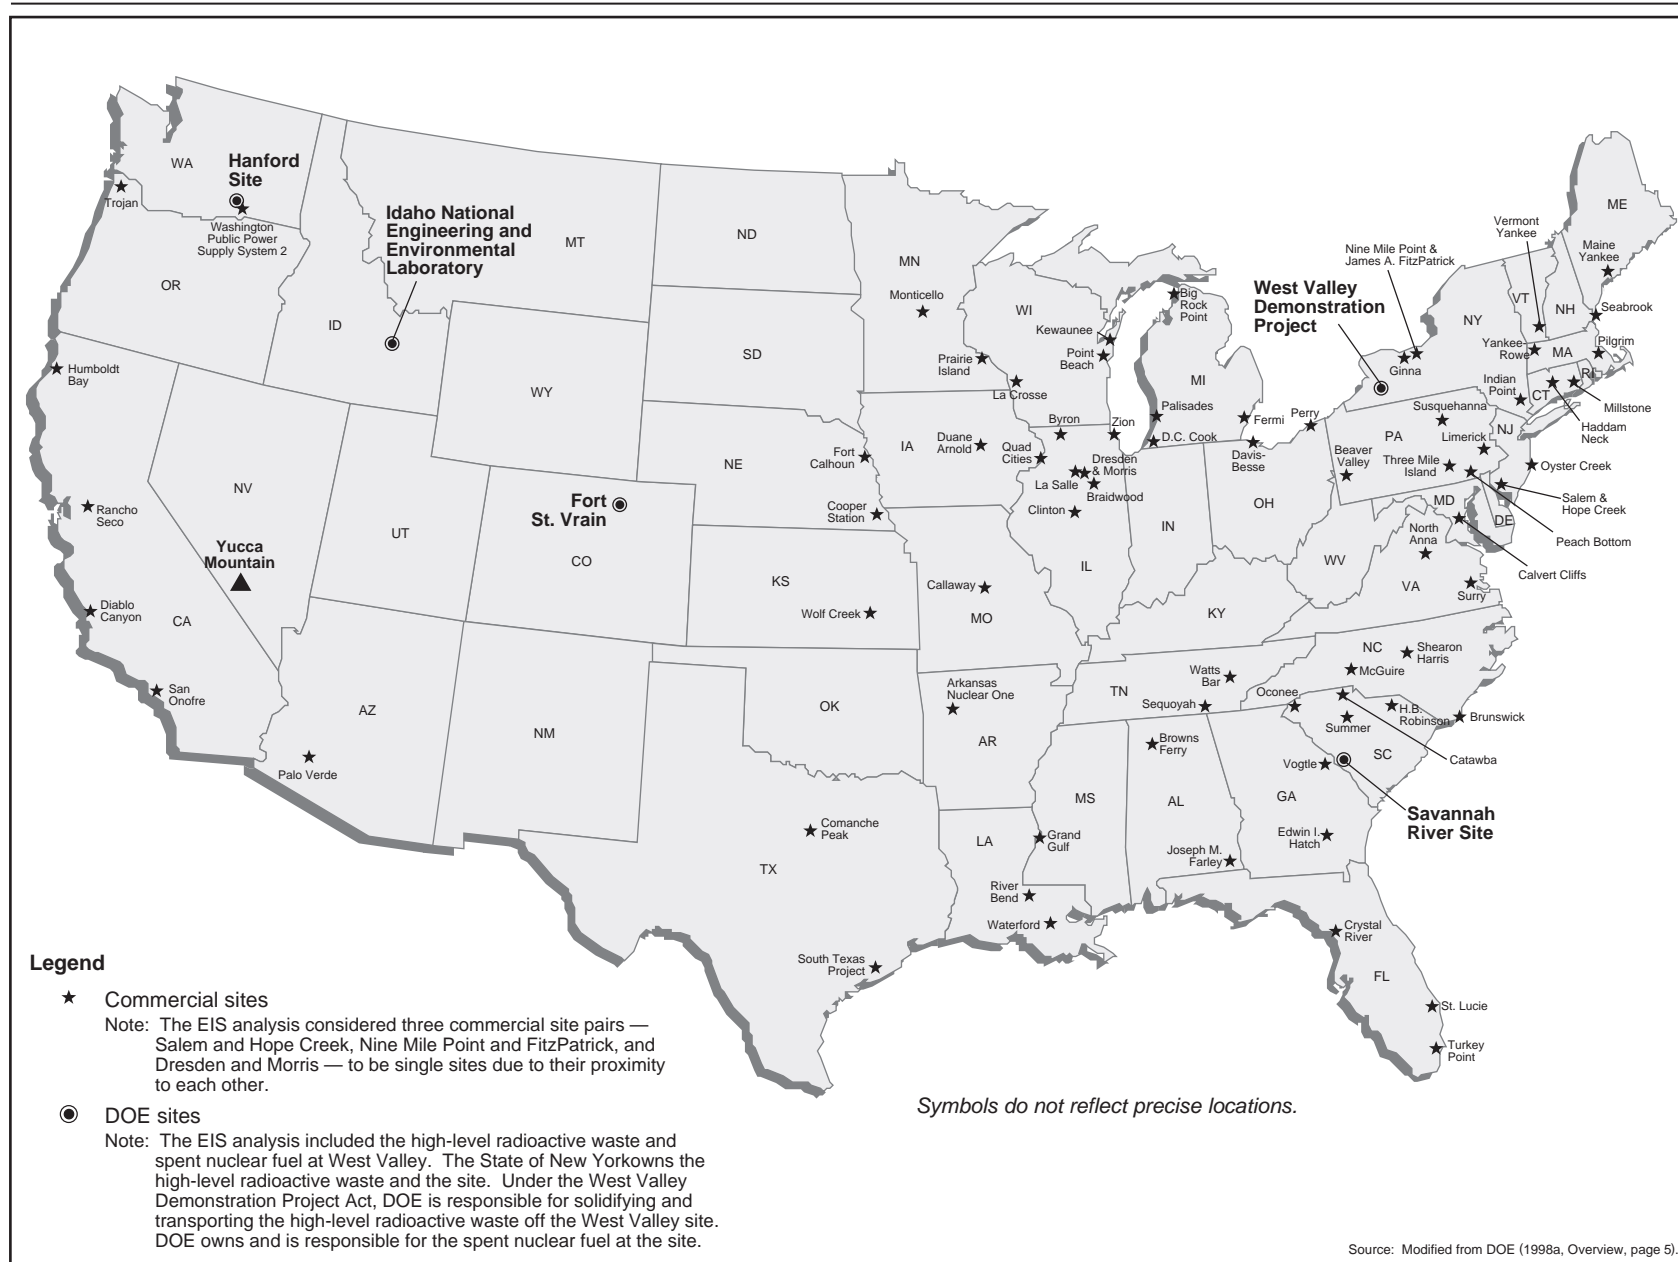 WA
Hanford
Site
Trojan
Washington
Public Power
Supply System 2
OR
Idaho National
Engineering and
Environmental
Laboratory
ID
MT
ND
MN
Monticello
WI
Kewaunee
Point
Beach
Prairie
Island
La Crosse
Big
Rock
Point
MI
Palisades
D.C. Cook
Fermi
Perry
Davis-
Besse
West Valley
Demonstration
Project
Nine Mile Point &
James A. FitzPatrick
Ginna
NY
Vermont
Yankee
VT
NH
ME
Maine
Yankee
Seabrook
Yankee-
Rowe
MA
Pilgrim
RI
CT
Indian
Point
Millstone
Haddam
Neck
Susquehanna
PA
Limerick
NJ
Beaver
Valley
Three Mile
Island
Oyster Creek
Salem &
Hope Creek
Peach Bottom
MD
DE
Calvert Cliffs
North
Anna
VA
Surry
WV
OH
IN
KY
Humboldt
Bay
NV
Rancho
Seco
Yucca
Mountain
Diablo
Canyon
CA
San
Onofre
UT
WY
SD
NE
Fort
St. Vrain
CO
KS
Wolf Creek
Fort
Calhoun
Cooper
Station
IA
Duane
Arnold
Quad
Cities
Byron
Zion
Dresden
& Morris
La Salle
Braidwood
Clinton
IL
Callaway
MO
AZ
Palo Verde
NM
OK
TX
Comanche
Peak
South Texas
Project
Arkansas
Nuclear One
AR
LA
River
Bend
Waterford
MS
Grand
Gulf
TN
Watts
Bar
Sequoyah
Browns
Ferry
AL
Joseph M.
Farley
NC
Shearon
Harris
McGuire
Oconee
Summer
H.B.
Robinson
Brunswick
Catawba
SC
Vogtle
GA
Edwin I.
Hatch
Savannah
River Site
Crystal
River
FL
St. Lucie
Turkey
Point
Legend
Commercial sites
Note: The EIS analysis considered three commercial site pairs —
Salem and Hope Creek, Nine Mile Point and FitzPatrick, and
Dresden and Morris — to be single sites due to their proximity
to each other.
DOE sites
Note: The EIS analysis included the high-level radioactive waste and
spent nuclear fuel at West Valley. The State of New Yorkowns the
high-level radioactive waste and the site. Under the West Valley
Demonstration Project Act, DOE is responsible for solidifying and
transporting the high-level radioactive waste off the West Valley site.
DOE owns and is responsible for the spent nuclear fuel at the site.
Symbols do not reflect precise locations.
Source: Modified from DOE (1998a, Overview, page 5).